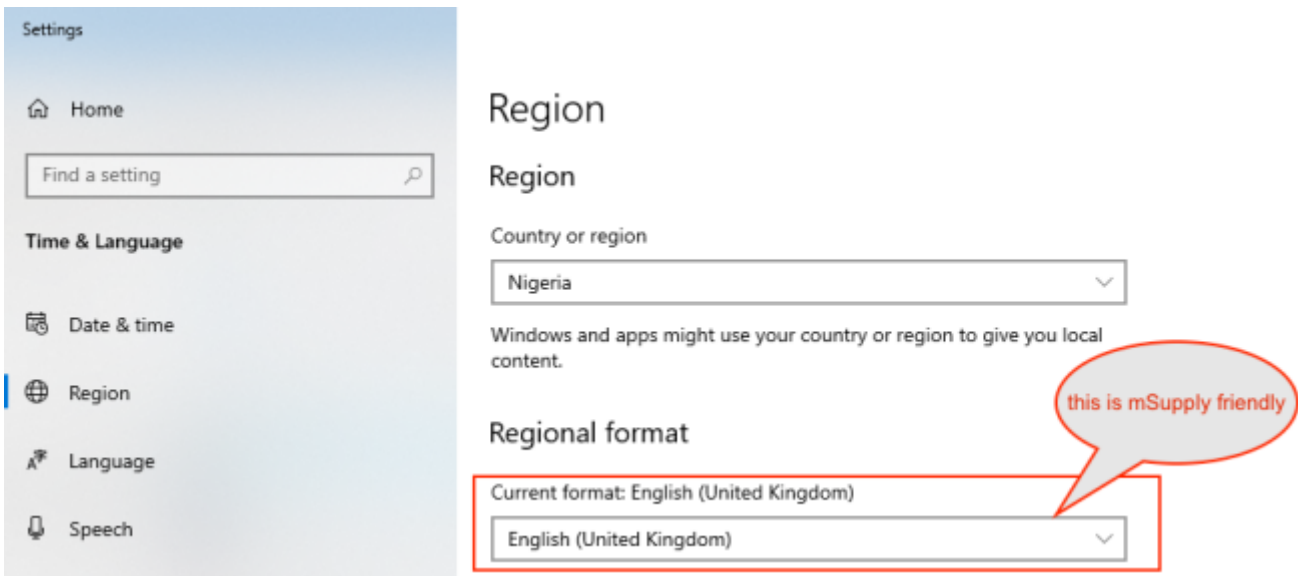 Settings
Home
Find a setting
Time & Language
Date & time
Region
Language
Speech
Region
Region
Country or region
Nigeria
Windows and apps might use your country or region to give you local
content.
this is mSupply friendly
Regional format
Current format: English (United Kingdom)
English (United Kingdom)